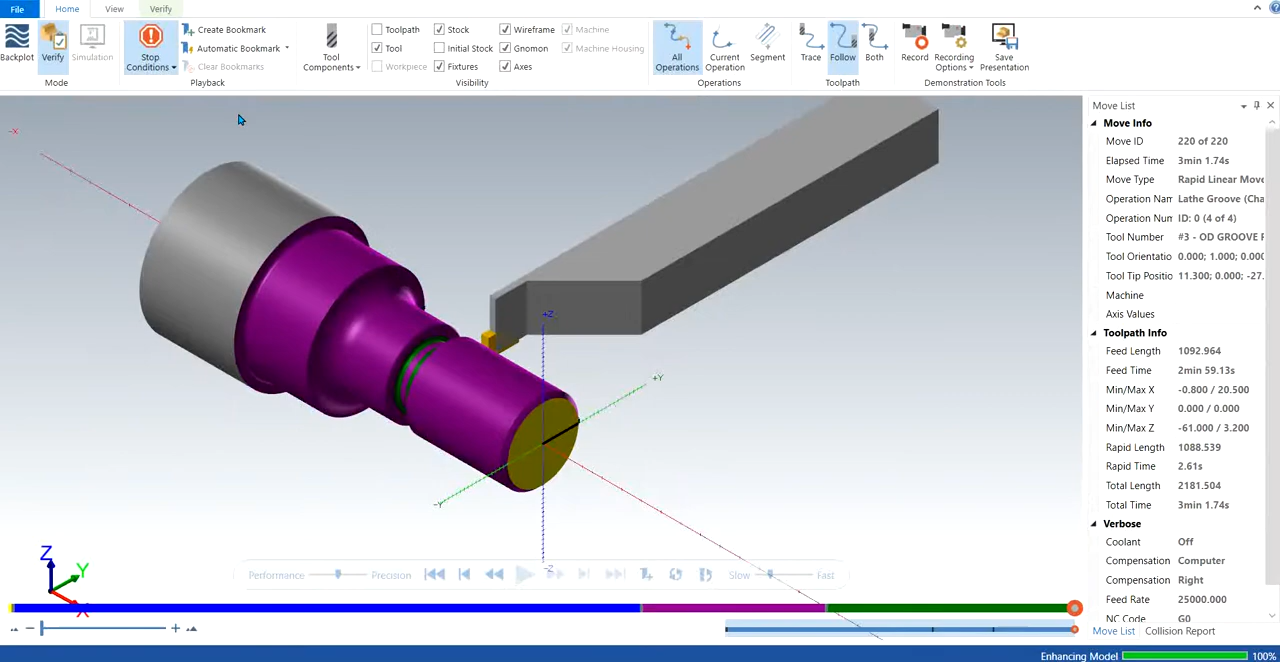 File Home View Verify
Backplot Verify Simulation
Mode
Stop Conditions
Create Bookmark
Automatic Bookmark
Clear Bookmarks
Playback
Tool Components
Toolpath Stock Wireframe Machine
Tool Initial Stock Gnomon Machine Housing
Workpiece Fixtures Axes
Visibility
All Operations
Current Operation
Segment
Operations
Trace Follow Both
Toolpath
Record
Recording Options
Save Presentation
Demonstration Tools
-X
+Z
+Y
-Y
-Z
Z
Y
X
Performance Precision Slow Fast
Move List
Move Info
Move ID 220 of 220
Elapsed Time 3min 1.74s
Move Type Rapid Linear Move
Operation Nam Lathe Groove (Cha
Operation Num ID: 0 (4 of 4)
Tool Number #3 - OD GROOVE
Tool Orientatio 0.000; 1.000; 0.000
Tool Tip Positio 11.300; 0.000; -27.
Machine
Axis Values
Toolpath Info
Feed Length 1092.964
Feed Time 2min 59.13s
Min/Max X -0.800 / 20.500
Min/Max Y 0.000 / 0.000
Min/Max Z -61.000 / 3.200
Rapid Length 1088.539
Rapid Time 2.61s
Total Length 2181.504
Total Time 3min 1.74s
Verbose
Coolant Off
Compensation Computer
Compensation Right
Feed Rate 25000.000
NC Code G0
Move List Collision Report
Enhancing Model 100%